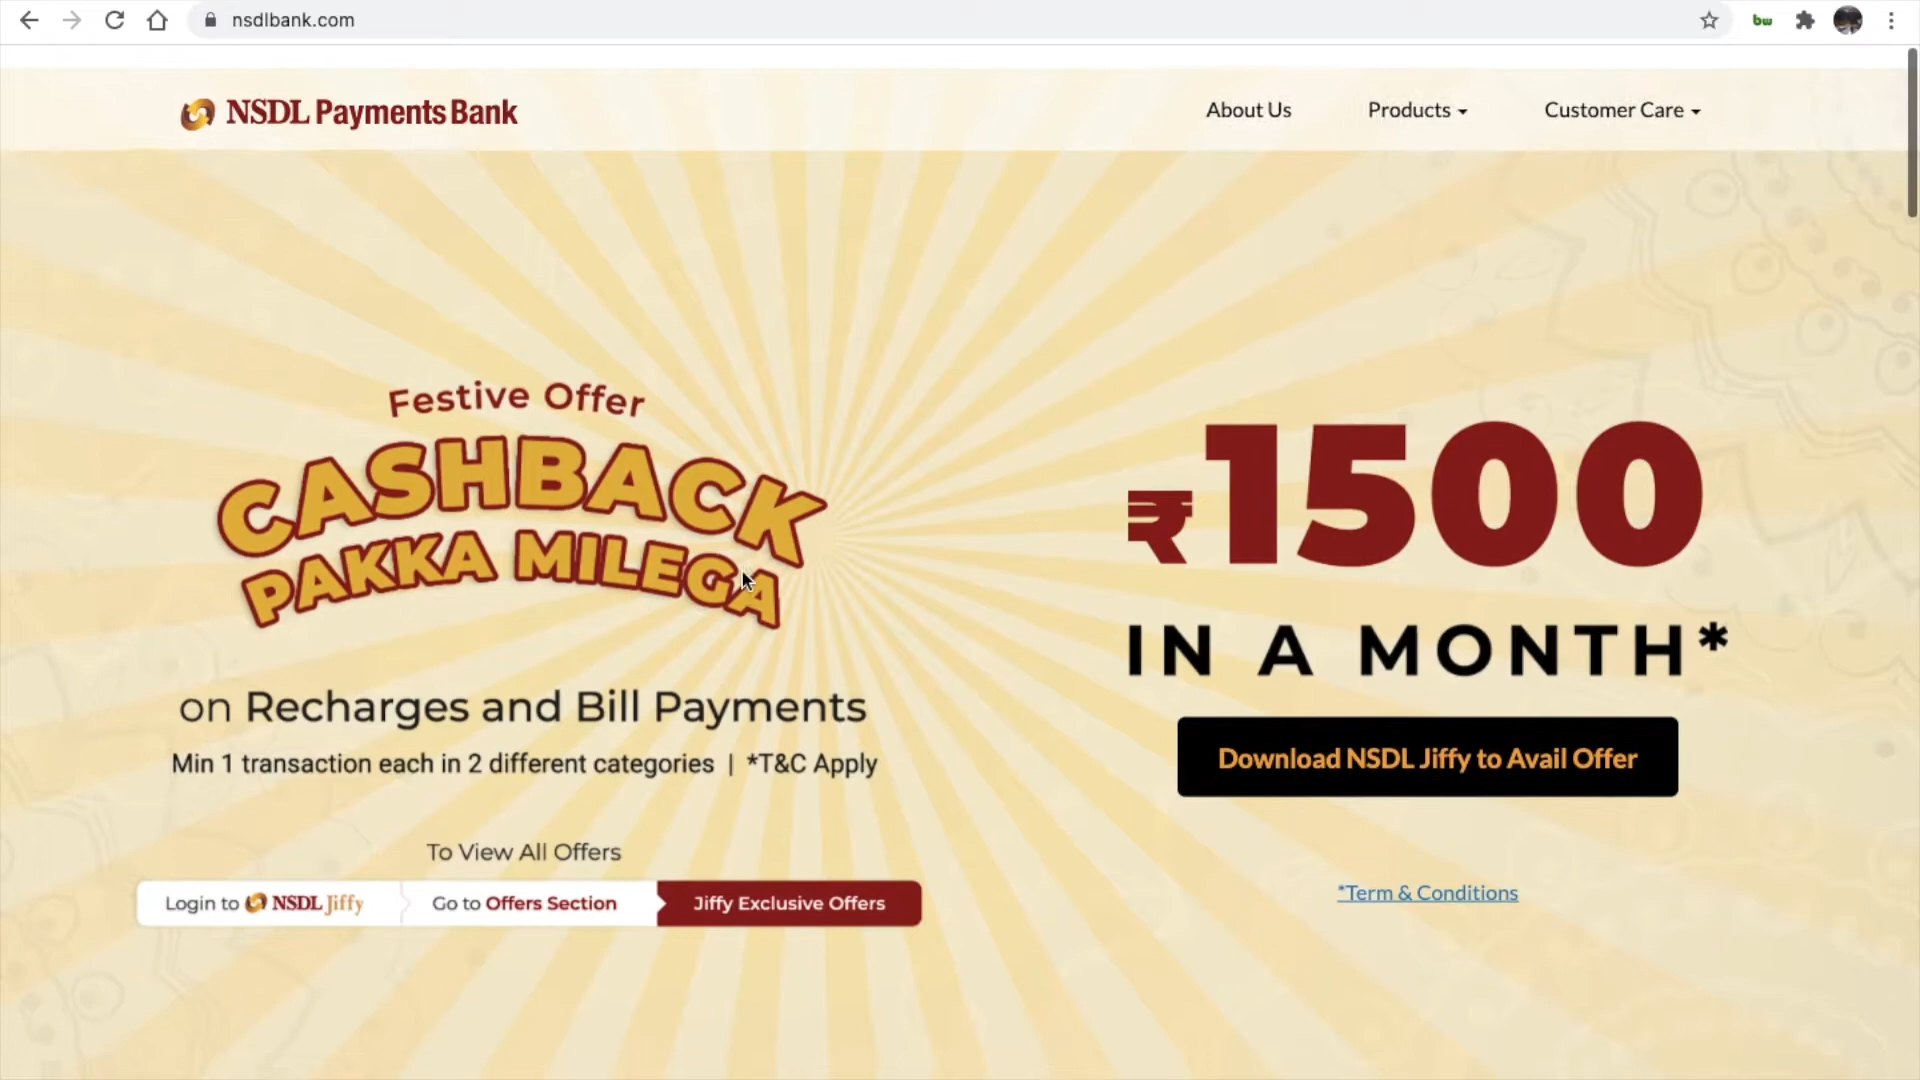 nsdlbank.com
bw
NSDL Payments Bank
About Us
Products
Customer Care
Festive Offer
CASHBACK
PAKKA MILEGA
on Recharges and Bill Payments
Min 1 transaction each in 2 different categories | *T&C Apply
To View All Offers
Login to NSDL Jiffy
Go to Offers Section
Jiffy Exclusive Offers
₹1500
IN A MONTH*
Download NSDL Jiffy to Avail Offer
*Term & Conditions